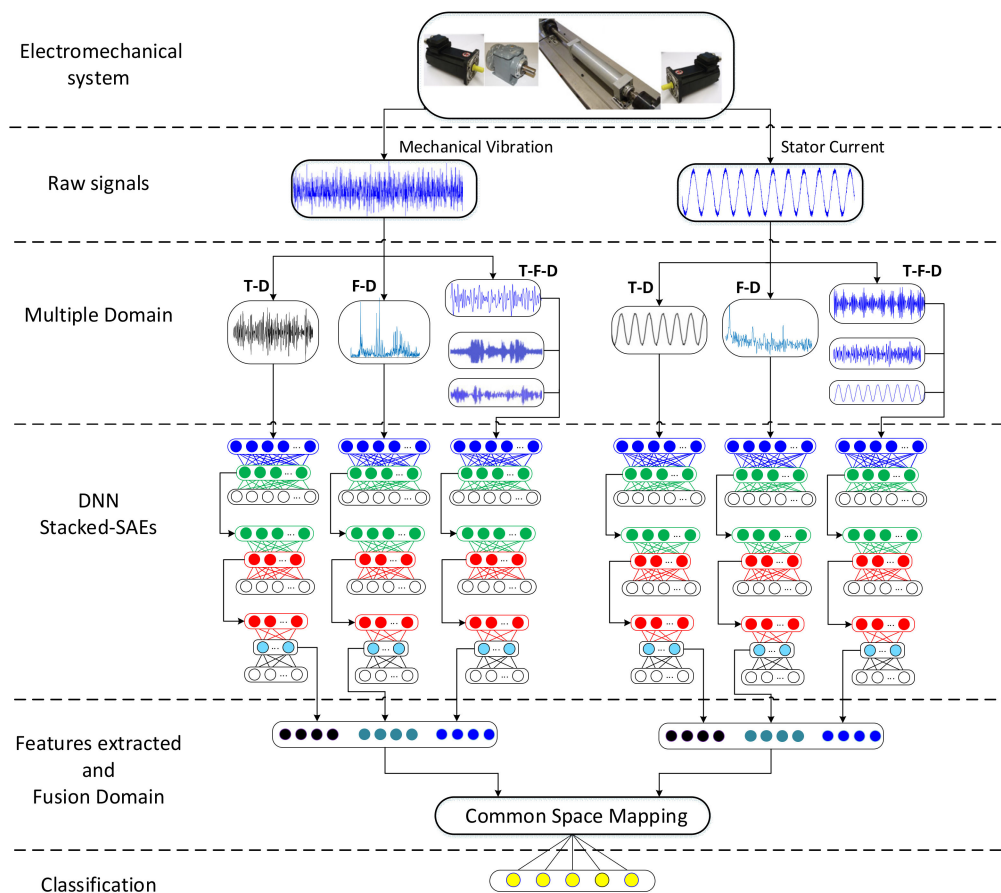 Electromechanical
system
Mechanical Vibration
Stator Current
Raw signals
T-D
F-D
T-F-D
T-D
F-D
T-F-D
Multiple Domain
DNN
Stacked-SAEs
Features extracted
and
Fusion Domain
Common Space Mapping
Classification